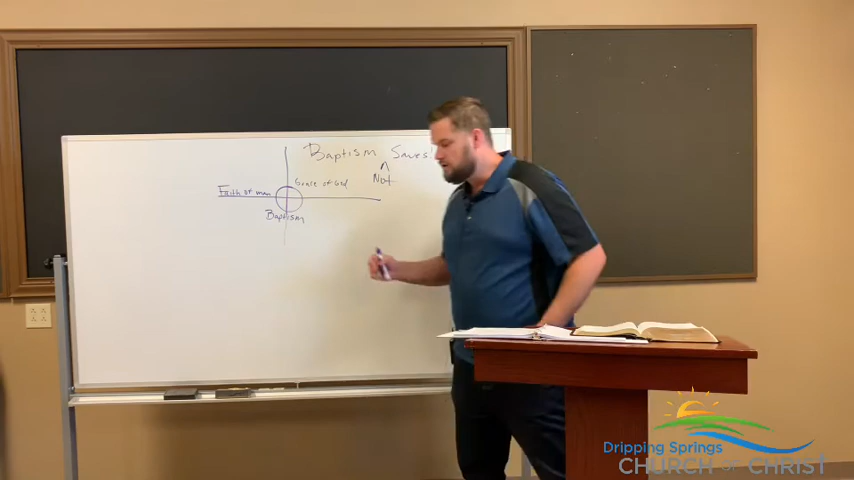 Baptism Saves!
Not
Grace of God
Faith of man
Baptism
Dripping Springs
CHURCH OF CHRIST